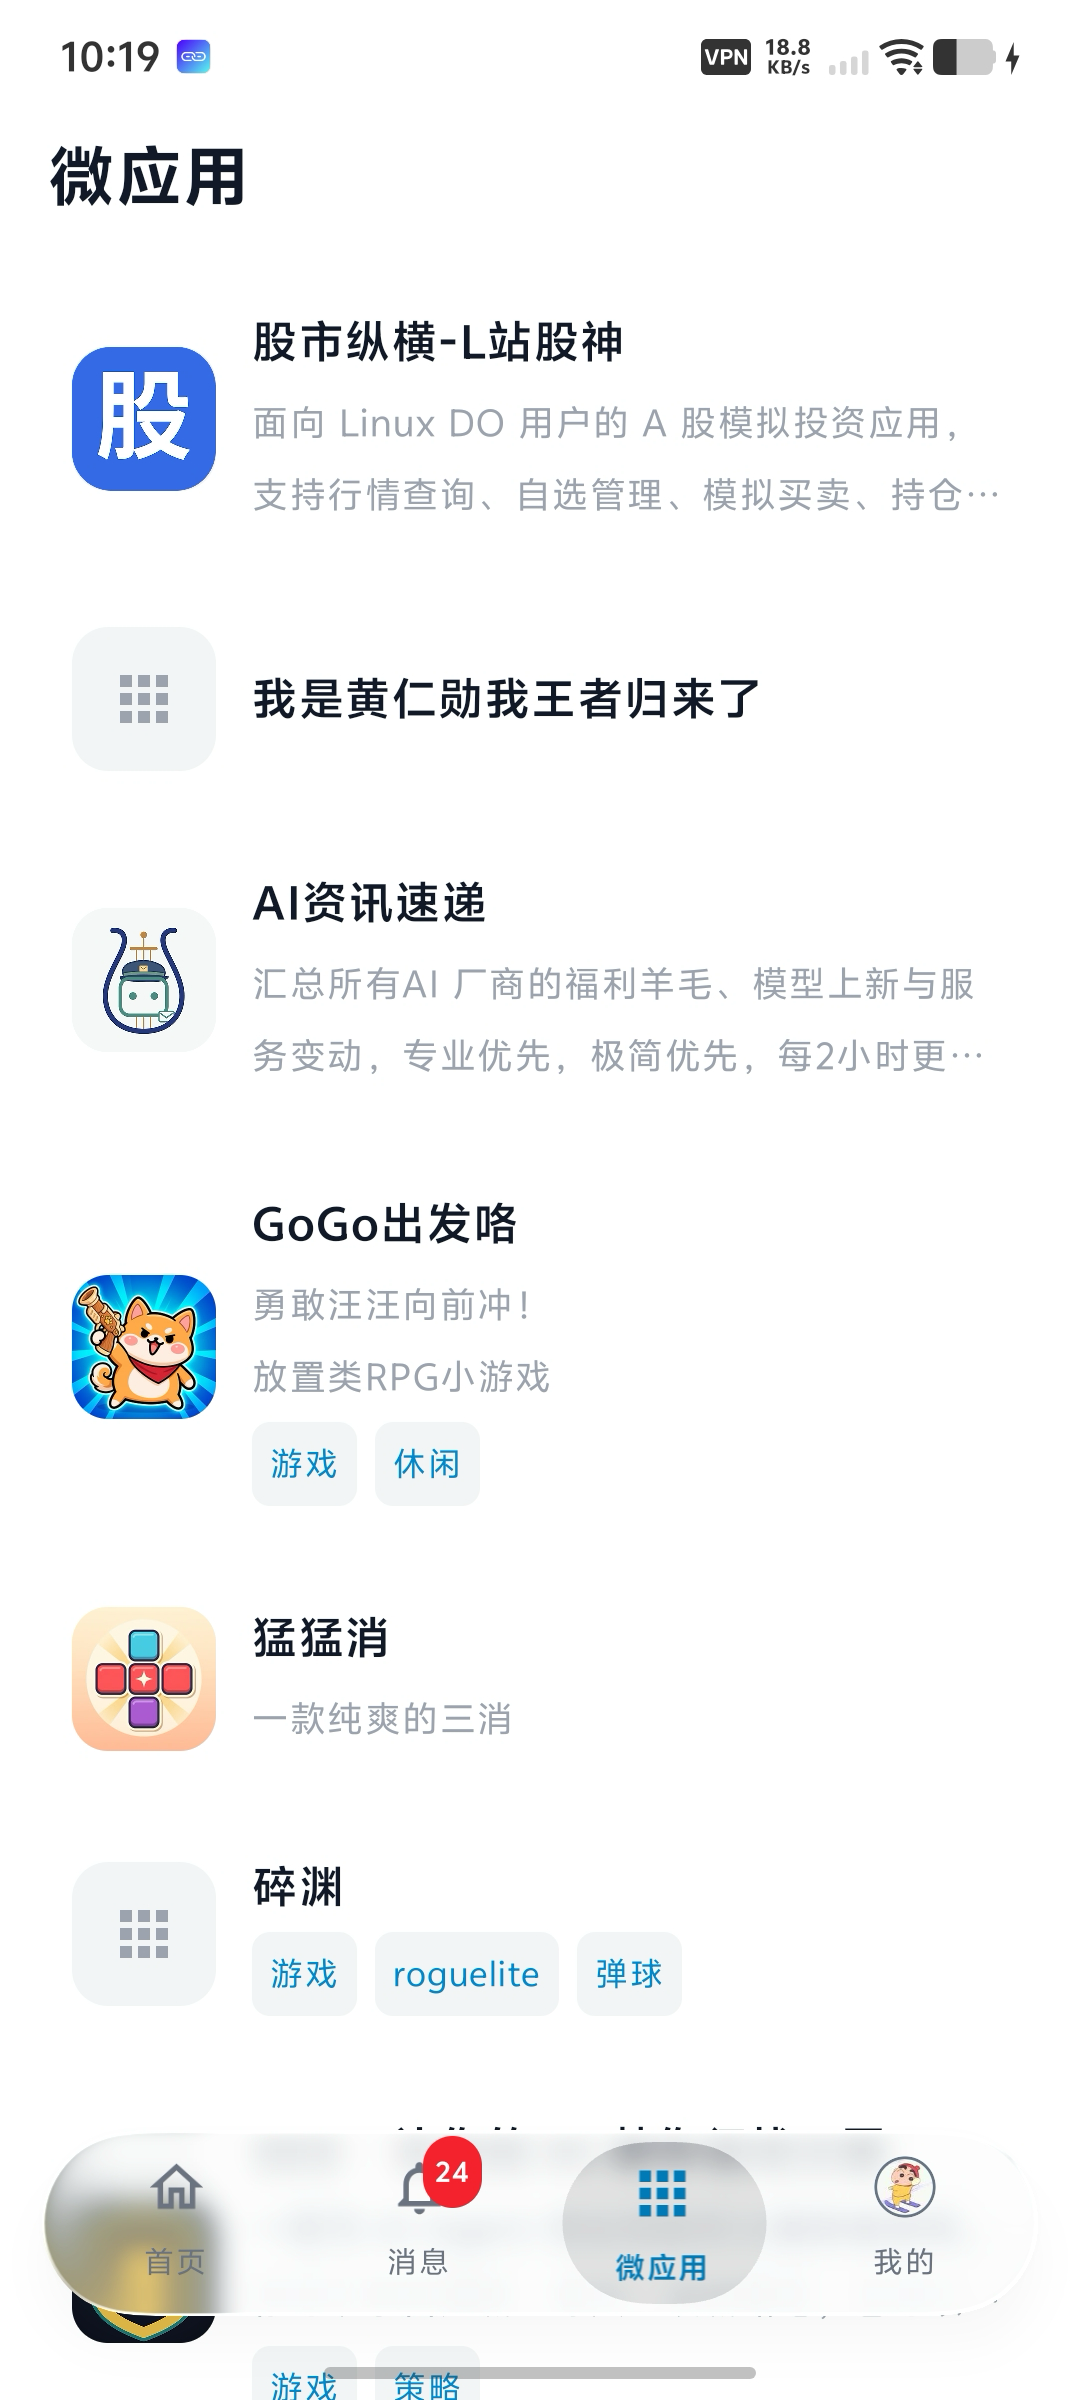 10:19
VPN
18.8
KB/s
微应用
股
股市纵横-L站股神
面向 Linux DO 用户的 A 股模拟投资应用，
支持行情查询、自选管理、模拟买卖、持仓…
我是黄仁勋我王者归来了
AI资讯速递
汇总所有AI 厂商的福利羊毛、模型上新与服
务变动，专业优先，极简优先，每2小时更…
GoGo出发咯
勇敢汪汪向前冲！
放置类RPG小游戏
游戏
休闲
猛猛消
一款纯爽的三消
碎渊
游戏
roguelite
弹球
24
首页
消息
微应用
我的
游戏
策略